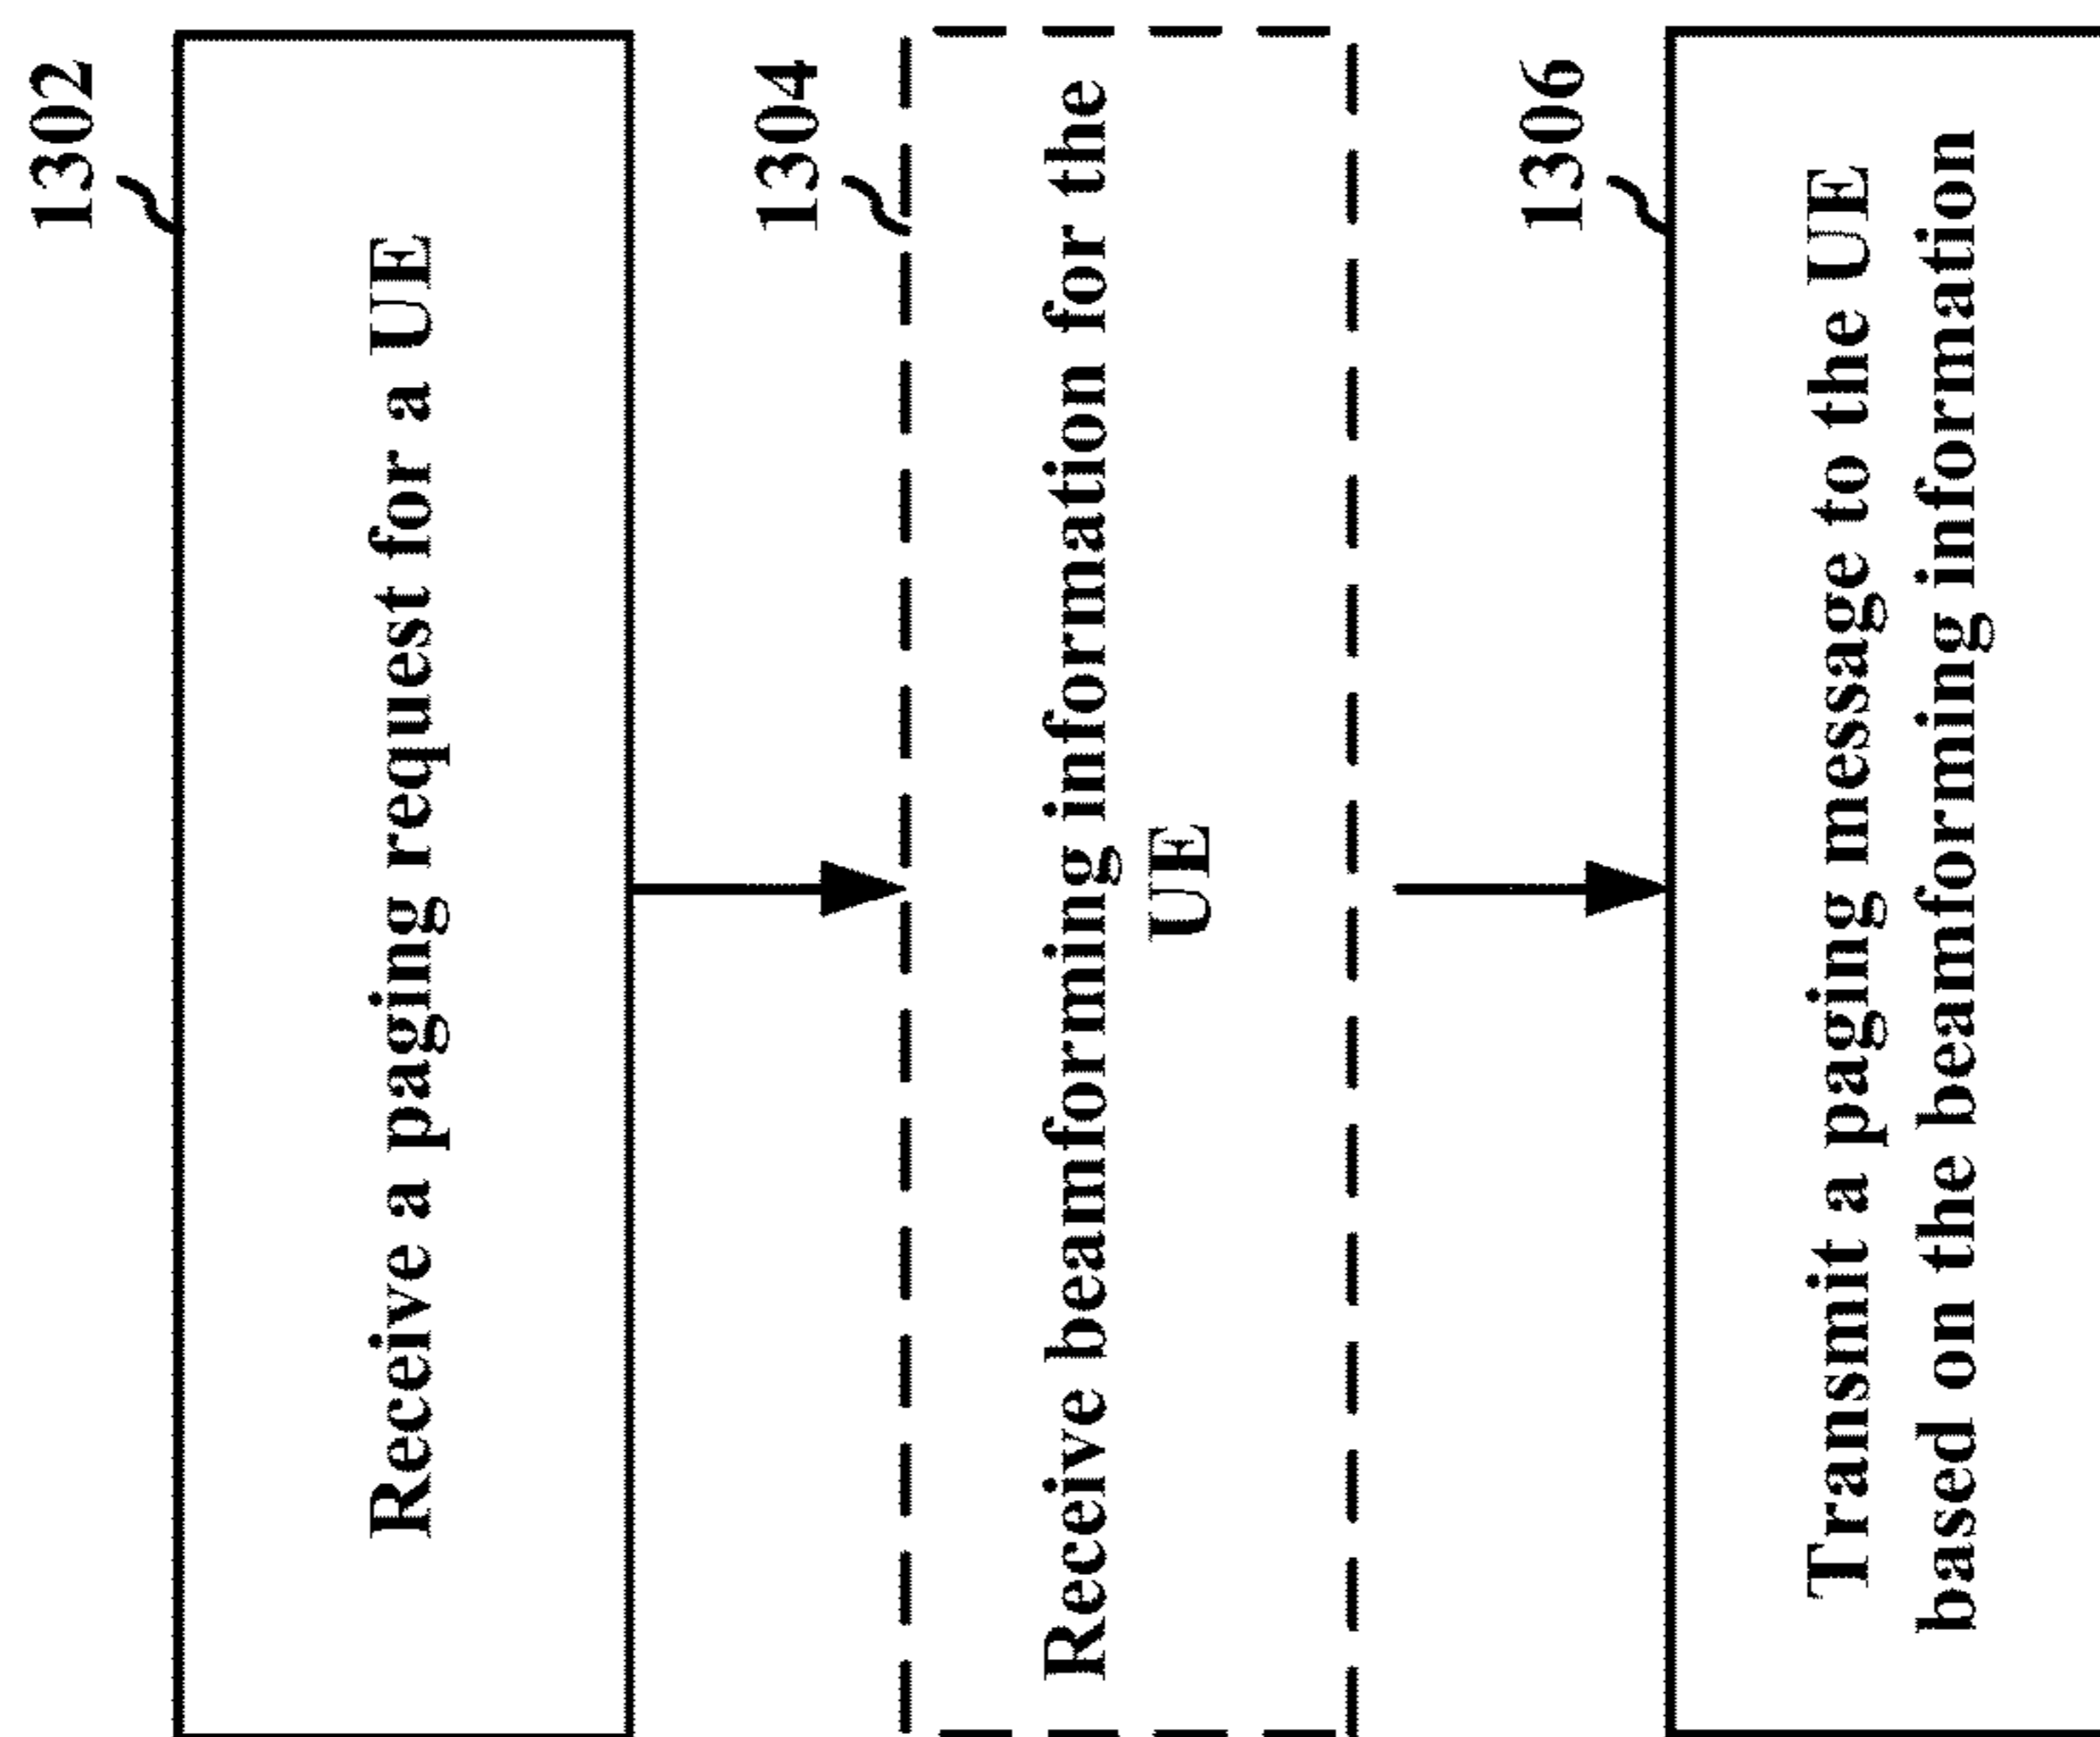 1302
Receive a paging request for a UE
1304
Receive beamforming information for the
UE
1306
Transmit a paging message to the UE
based on the beamforming information